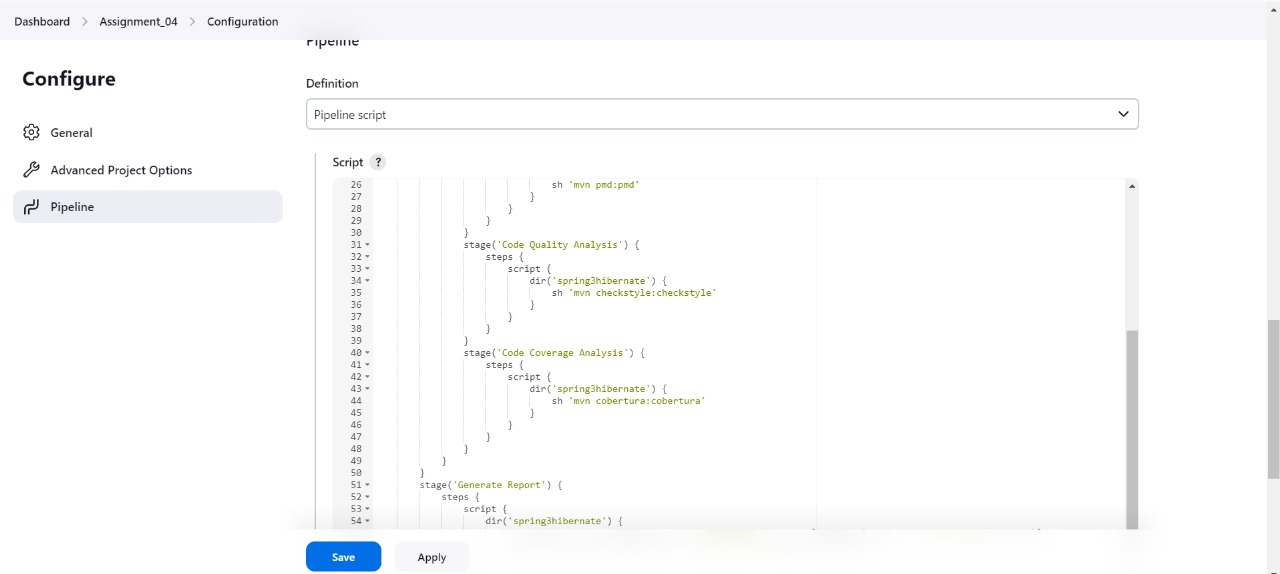 Dashboard > Assignment_04 > Configuration
Pipeline
Configure
General
Advanced Project Options
Pipeline
Definition
Pipeline script
Script ?
26 sh 'mvn pmd:pmd'
27 }
28 }
29 }
30 }
31 stage('Code Quality Analysis') {
32 steps {
33 script {
34 dir('spring3hibernate') {
35 sh 'mvn checkstyle:checkstyle'
36 }
37 }
38 }
39 }
40 stage('Code Coverage Analysis') {
41 steps {
42 script {
43 dir('spring3hibernate') {
44 sh 'mvn cobertura:cobertura'
45 }
46 }
47 }
48 }
49 }
50 }
51 stage('Generate Report') {
52 steps {
53 script {
54 dir('spring3hibernate') {
Save
Apply